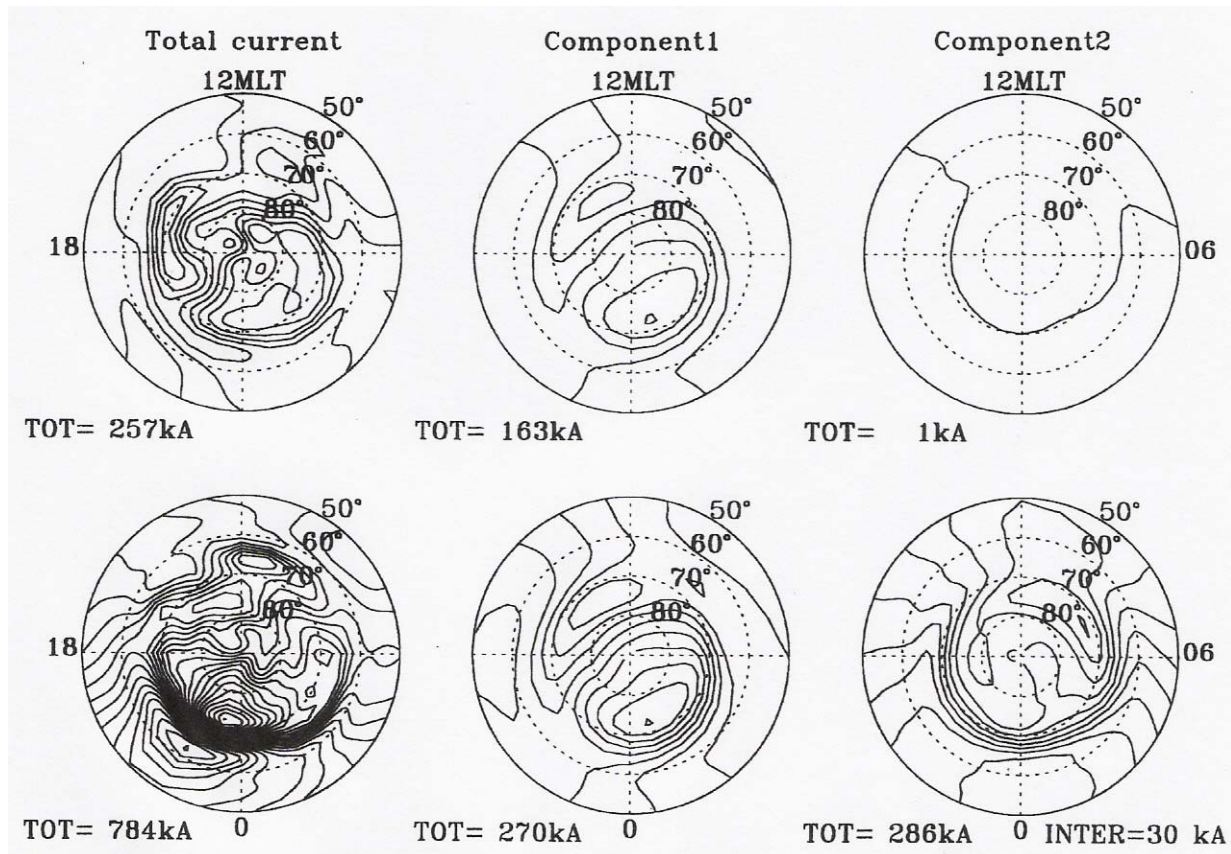 Total current Component1 Component2
12MLT 12MLT 12MLT
50° 50° 50°
60° 60° 60°
70° 70° 70°
80° 80° 80°
18 06
TOT= 257kA TOT= 163kA TOT= 1kA
50° 50° 50°
60° 60° 60°
70° 70° 70°
80° 80° 80°
18 06
TOT= 784kA 0 TOT= 270kA 0 TOT= 286kA 0 INTER=30 kA